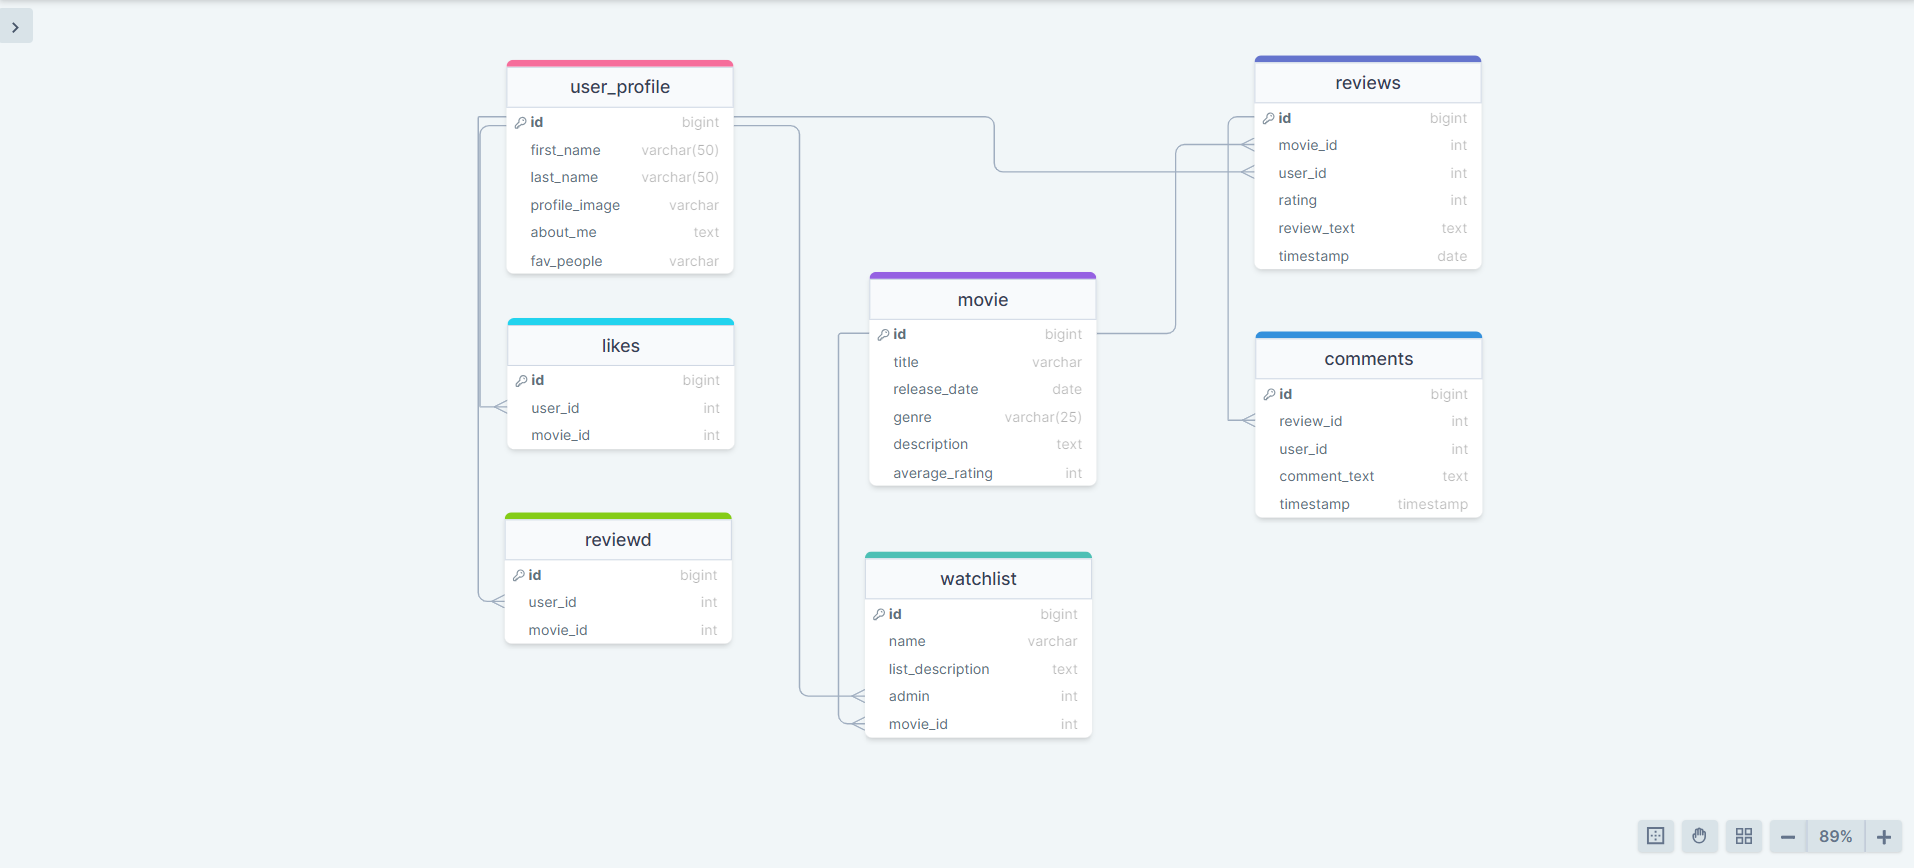 user_profile
id bigint
first_name varchar(50)
last_name varchar(50)
profile_image varchar
about_me text
fav_people varchar
likes
id bigint
user_id int
movie_id int
reviewd
id bigint
user_id int
movie_id int
movie
id bigint
title varchar
release_date date
genre varchar(25)
description text
average_rating int
watchlist
id bigint
name varchar
list_description text
admin int
movie_id int
reviews
id bigint
movie_id int
user_id int
rating int
review_text text
timestamp date
comments
id bigint
review_id int
user_id int
comment_text text
timestamp timestamp
89%